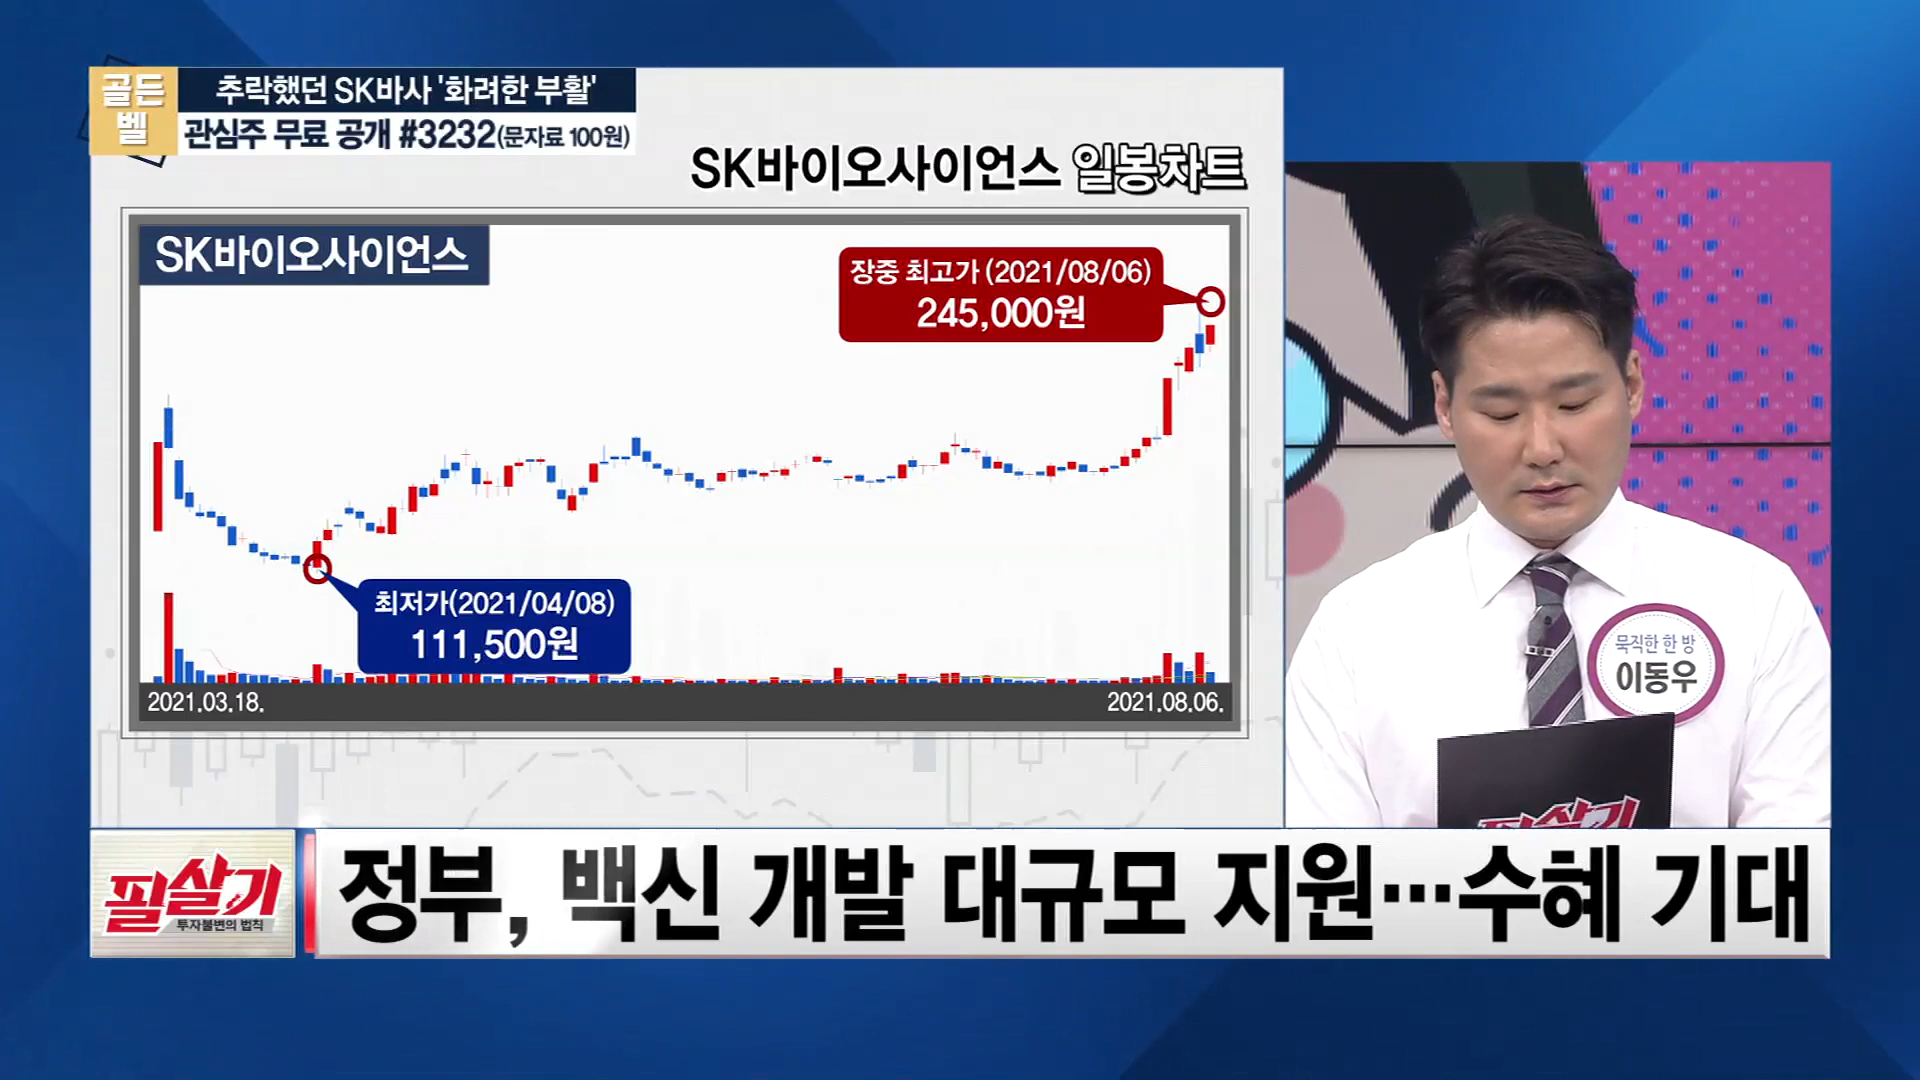 골든
벨
추락했던 SK바사 '화려한 부활'
관심주 무료 공개 #3232(문자료 100원)
SK바이오사이언스 일봉차트
SK바이오사이언스
장중 최고가 (2021/08/06)
245,000원
최저가(2021/04/08)
111,500원
2021.03.18.
2021.08.06.
묵직한 한 방
이동우
필살기
필살기
투자불변의 법칙
정부, 백신 개발 대규모 지원…수혜 기대